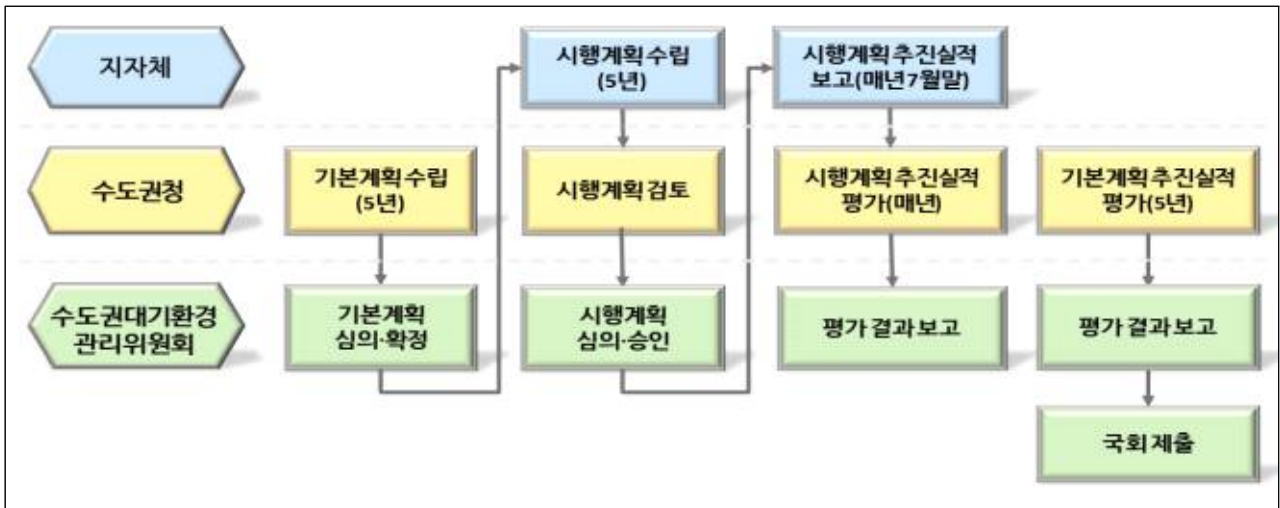 지자체
시행계획 수립
(5년)
시행계획 추진실적
보고(매년 7월말)
수도권청
기본계획 수립
(5년)
시행계획 검토
시행계획 추진실적
평가(매년)
기본계획 추진실적
평가(5년)
수도권대기환경
관리위원회
기본계획
심의·확정
시행계획
심의·승인
평가 결과 보고
평가 결과 보고
국회 제출